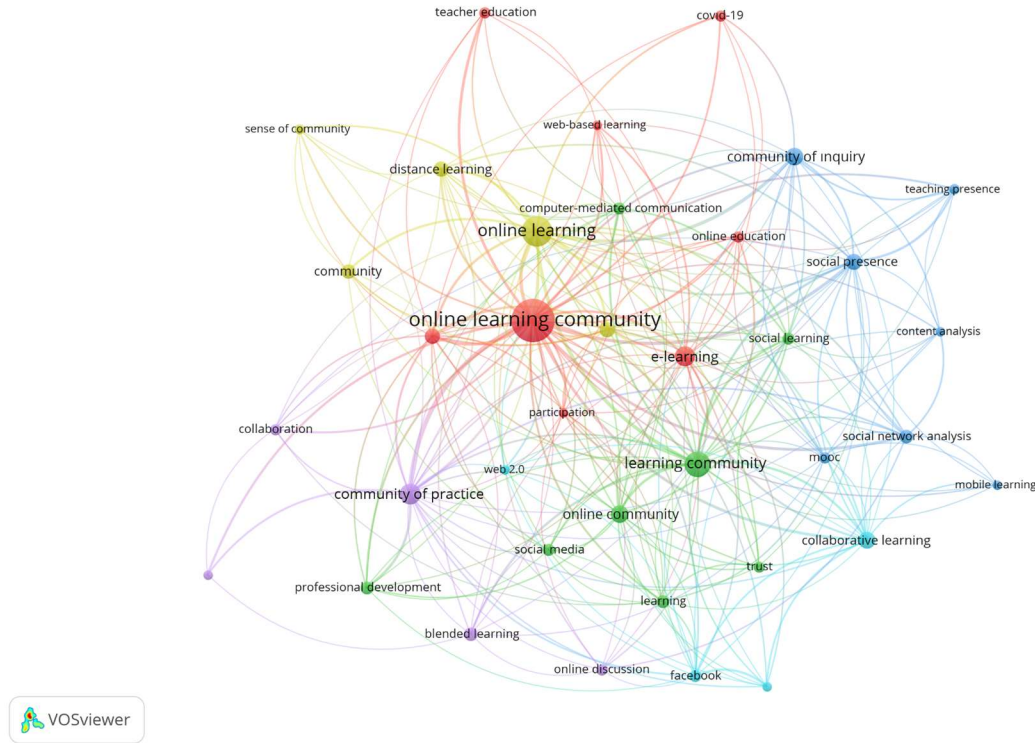 teacher education
covid-19
sense of community
web-based learning
distance learning
community of inquiry
teaching presence
computer-mediated communication
online learning
online education
community
social presence
online learning community
content analysis
social learning
e-learning
participation
collaboration
social network analysis
mooc
learning community
web 2.0
mobile learning
community of practice
online community
collaborative learning
social media
trust
professional development
learning
blended learning
online discussion
facebook
VOSviewer